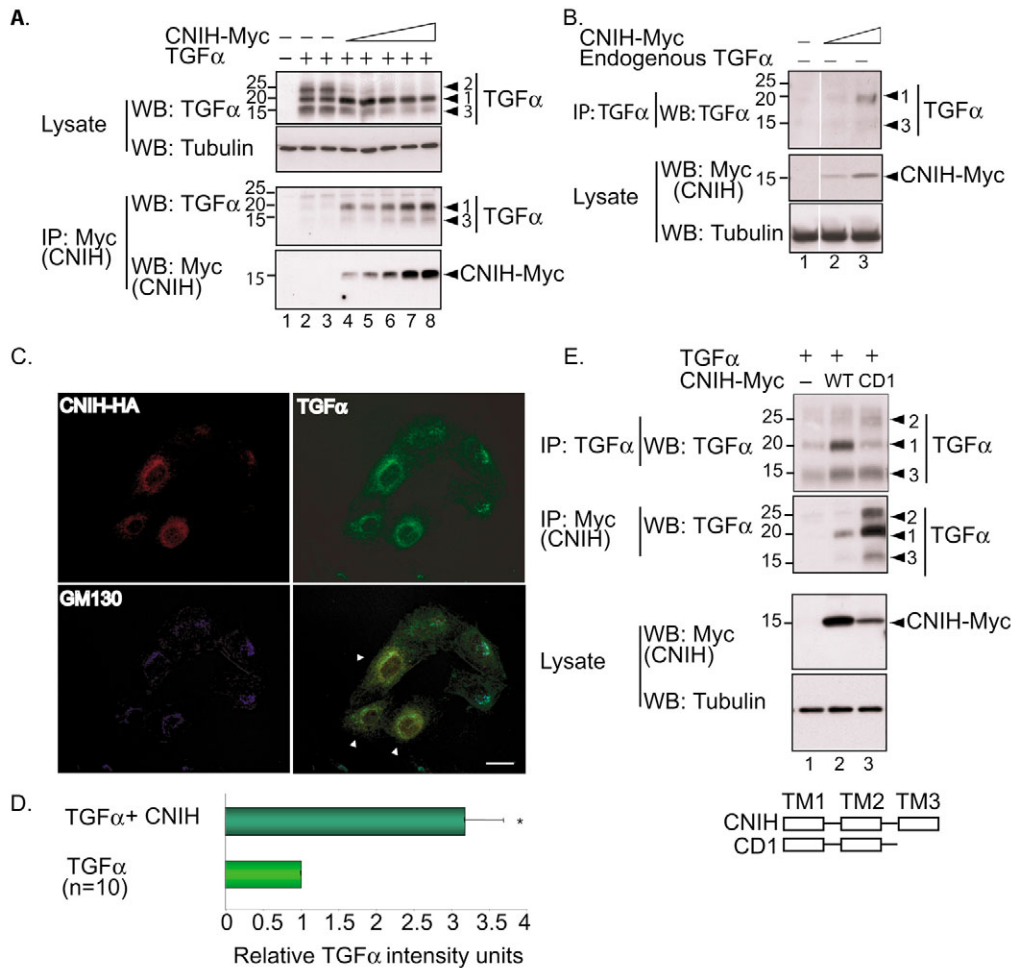 A.
CNIH-Myc
TGFα
– – –
– + + + + + + +
Lysate
WB: TGFα
25
20
15
2
1
3
TGFα
WB: Tubulin
IP: Myc
(CNIH)
WB: TGFα
25
20
15
1
3
TGFα
WB: Myc
(CNIH)
15
CNIH-Myc
1 2 3 4 5 6 7 8
B.
CNIH-Myc
–
Endogenous TGFα
– – –
IP:TGFα
WB:TGFα
25
20
15
1
3
TGFα
Lysate
WB: Myc
(CNIH)
15
CNIH-Myc
WB: Tubulin
1 2 3
C.
CNIH-HA
TGFα
GM130
D.
TGFα+ CNIH
*
TGFα
(n=10)
0 0.5 1 1.5 2 2.5 3 3.5 4
Relative TGFα intensity units
E.
TGFα + + +
CNIH-Myc – WT CD1
IP: TGFα
WB: TGFα
25
20
15
2
1
3
TGFα
IP: Myc
(CNIH)
WB: TGFα
25
20
15
2
1
3
TGFα
Lysate
WB: Myc
(CNIH)
15
CNIH-Myc
WB: Tubulin
1 2 3
TM1 TM2 TM3
CNIH
CD1